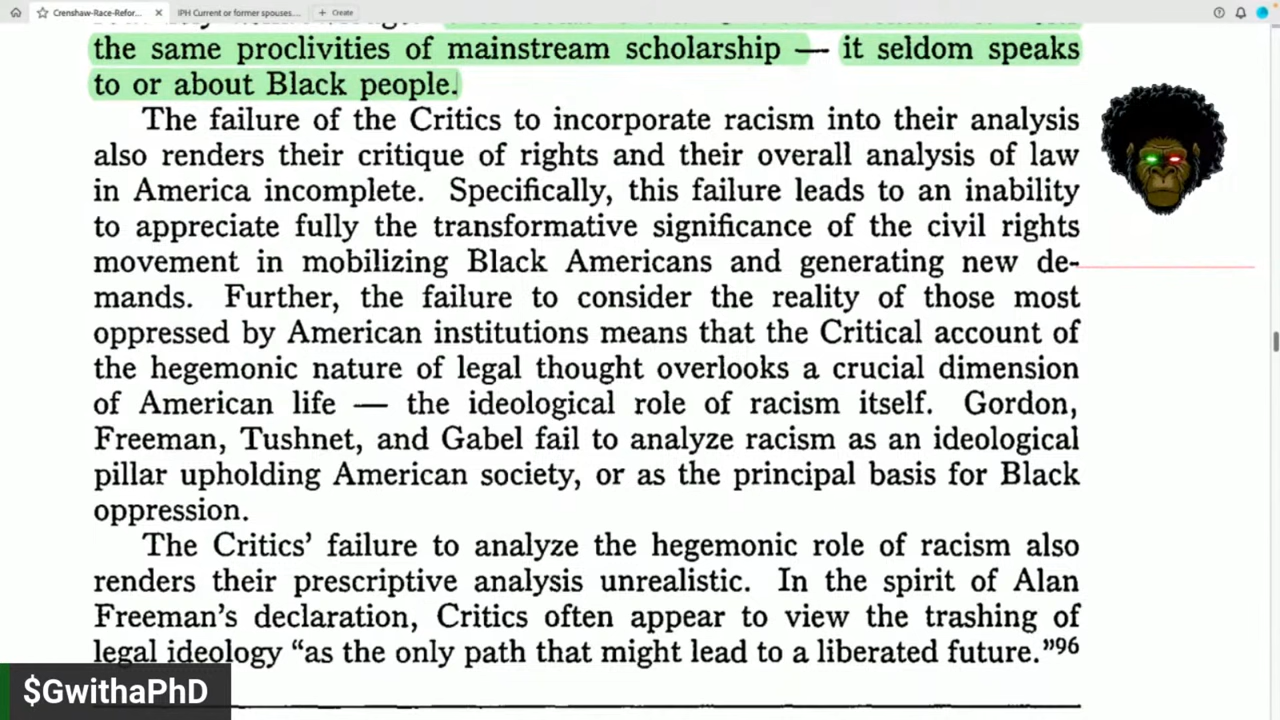 Crenshaw-Race-Refor...
IPH Current or former spouses....
+ Create
the same proclivities of mainstream scholarship — it seldom speaks
to or about Black people.
The failure of the Critics to incorporate racism into their analysis
also renders their critique of rights and their overall analysis of law
in America incomplete. Specifically, this failure leads to an inability
to appreciate fully the transformative significance of the civil rights
movement in mobilizing Black Americans and generating new de-
mands. Further, the failure to consider the reality of those most
oppressed by American institutions means that the Critical account of
the hegemonic nature of legal thought overlooks a crucial dimension
of American life — the ideological role of racism itself. Gordon,
Freeman, Tushnet, and Gabel fail to analyze racism as an ideological
pillar upholding American society, or as the principal basis for Black
oppression.
The Critics' failure to analyze the hegemonic role of racism also
renders their prescriptive analysis unrealistic. In the spirit of Alan
Freeman's declaration, Critics often appear to view the trashing of
legal ideology "as the only path that might lead to a liberated future."96
$GwithaPhD